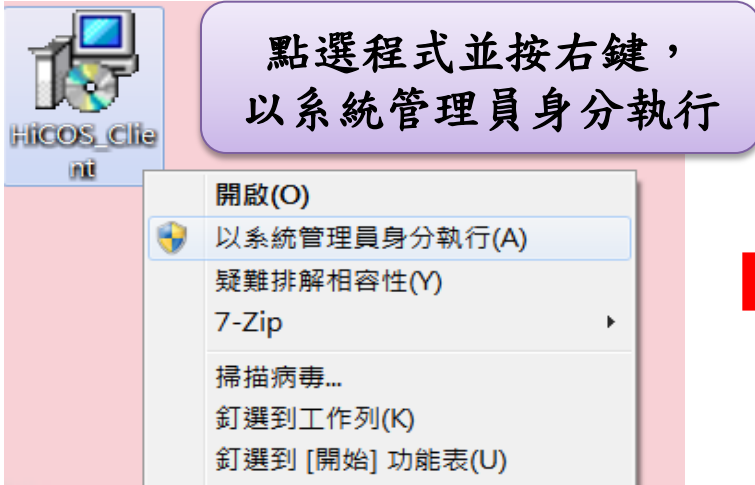 點選程式並按右鍵，
以系統管理員身分執行
HiCOS_Clie
nt
開啟(O)
以系統管理員身分執行(A)
疑難排解相容性(Y)
7-Zip
掃描病毒...
釘選到工作列(K)
釘選到 [開始] 功能表(U)